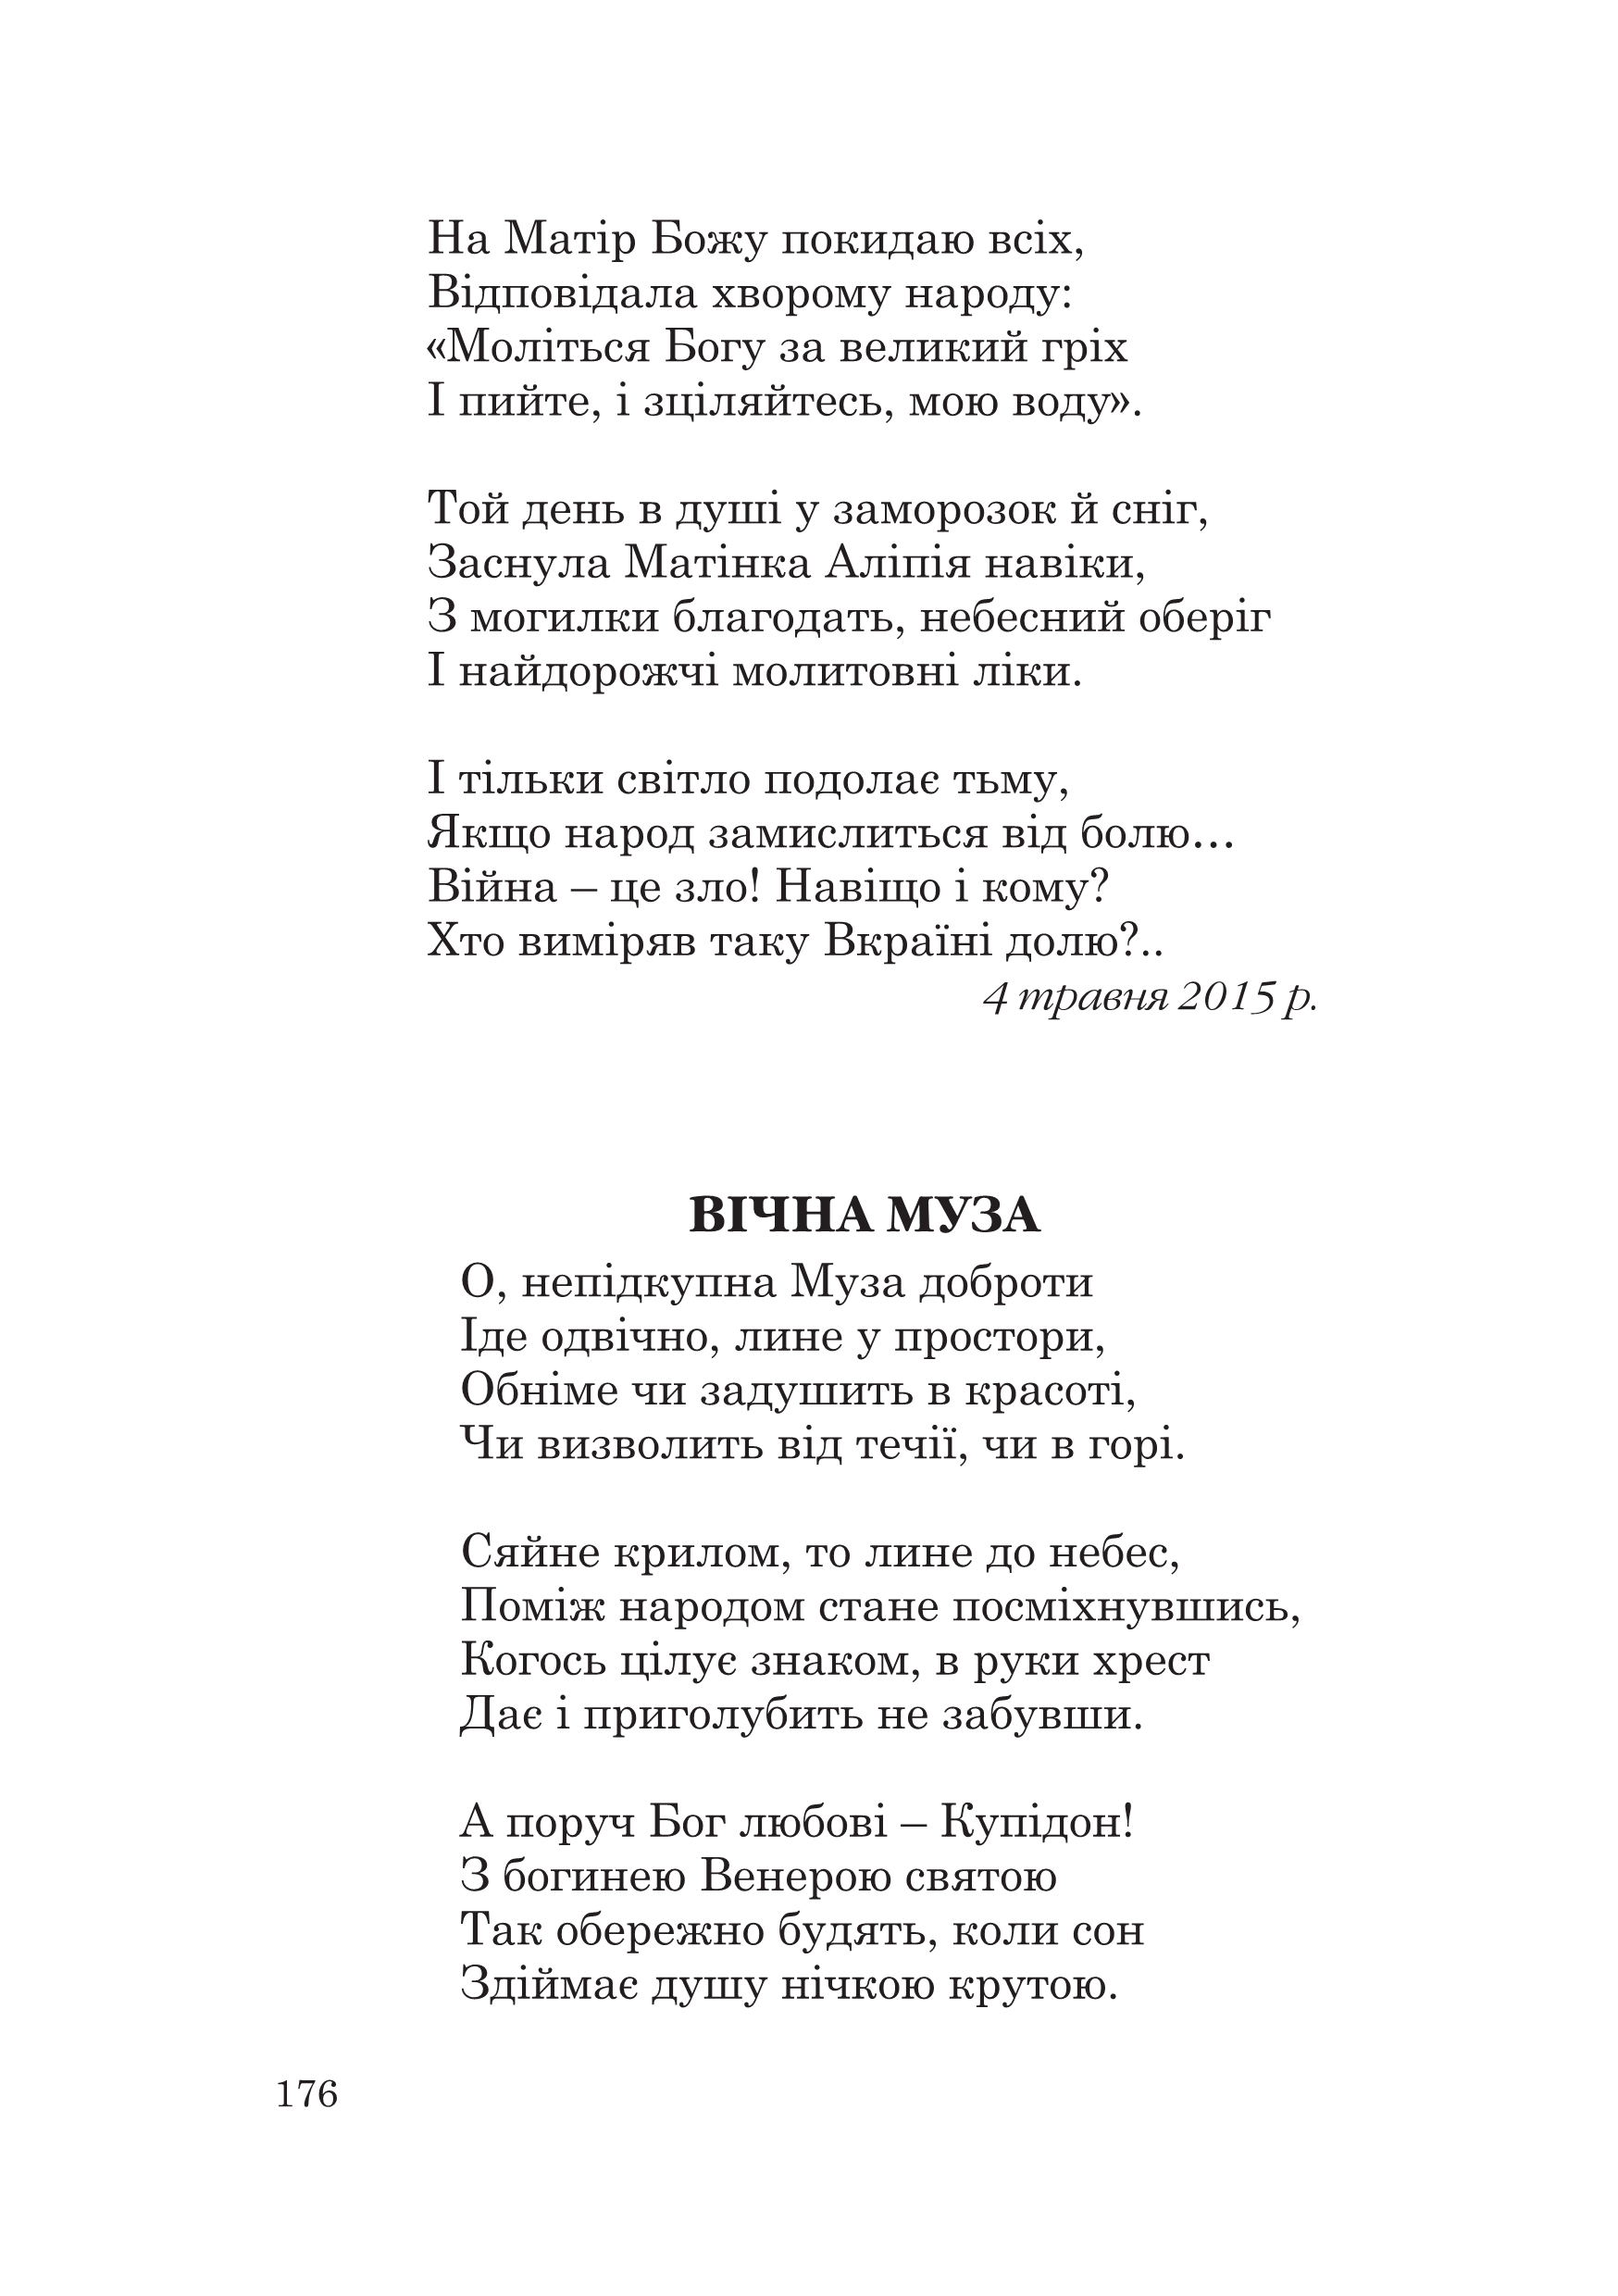 На Матір Божу покидаю всіх,
Відповідала хворому народу:
«Моліться Богу за великий гріх
І пийте, і зціляйтесь, мою воду».
Той день в душі у заморозок й сніг,
Заснула Матінка Аліпія навіки,
З могилки благодать, небесний оберіг
І найдорожчі молитовні ліки.
І тільки світло подолає тьму,
Якщо народ замислиться від болю...
Війна – це зло! Навіщо і кому?
Хто виміряв таку Вкраїні долю?..
4 травня 2015 р.
ВІЧНА МУЗА
О, непідкупна Муза доброти
Іде одвічно, лине у простори,
Обніме чи задушить в красоті,
Чи визволить від течії, чи в горі.
Сяйне крилом, то лине до небес,
Поміж народом стане посміхнувшись,
Когось цілує знаком, в руки хрест
Дає і приголубить не забувши.
А поруч Бог любові – Купідон!
З богинею Венерою святою
Так обережно будять, коли сон
Здіймає душу нічкою крутою.
176